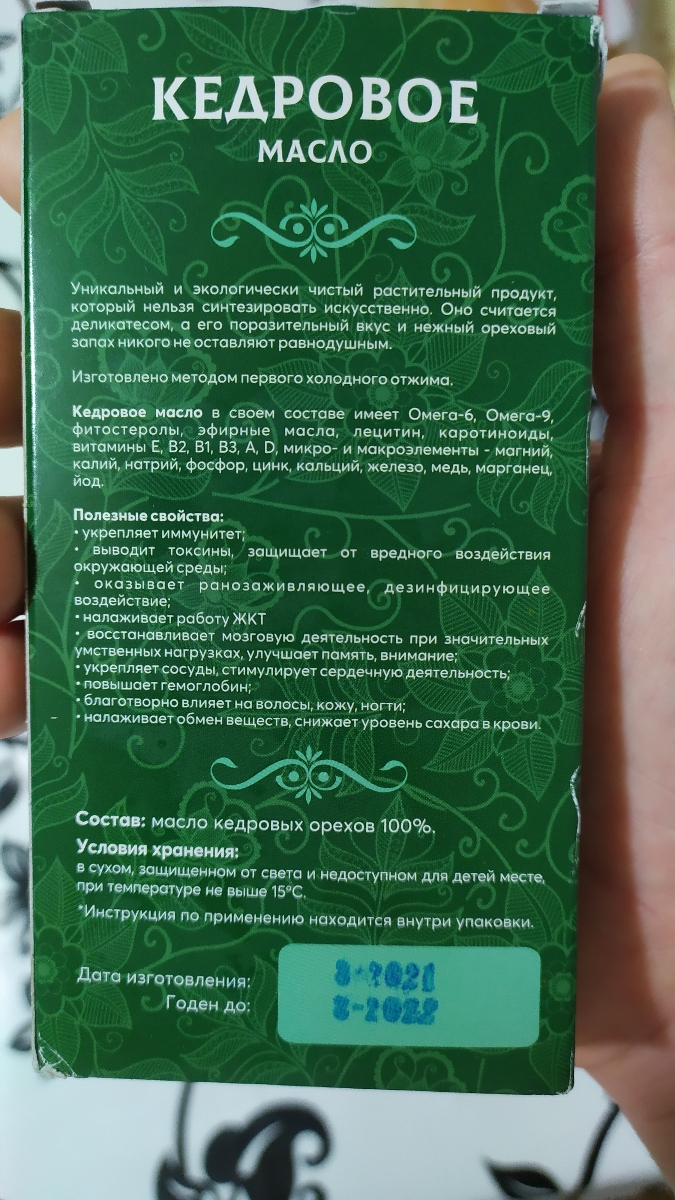 КЕДРОВОЕ
МАСЛО
Уникальный и экологически чистый растительный продукт,
который нельзя синтезировать искусственно. Оно считается
деликатесом, а его поразительный вкус и нежный ореховый
запах никого не оставляют равнодушным.
Изготовлено методом первого холодного отжима.
Кедровое масло в своем составе имеет Омега-6, Омега-9,
фитостеролы, эфирные масла, лецитин, каротиноиды,
витамины Е, В2, В1, В3, А, D, микро- и макроэлементы - магний,
калий, натрий, фосфор, цинк, кальций, железо, медь, марганец,
йод.
Полезные свойства:
• укрепляет иммунитет;
• выводит токсины, защищает от вредного воздействия
окружающей среды;
• оказывает ранозаживляющее, дезинфицирующее
воздействие;
• налаживает работу ЖКТ
• восстанавливает мозговую деятельность при значительных
умственных нагрузках, улучшает память, внимание;
• укрепляет сосуды, стимулирует сердечную деятельность;
• повышает гемоглобин;
• благотворно влияет на волосы, кожу, ногти;
• налаживает обмен веществ, снижает уровень сахара в крови.
Состав: масло кедровых орехов 100%.
Условия хранения:
в сухом, защищенном от света и недоступном для детей месте,
при температуре не выше 15°С.
*Инструкция по применению находится внутри упаковки.
Дата изготовления: 8-2021
Годен до: 8-2022